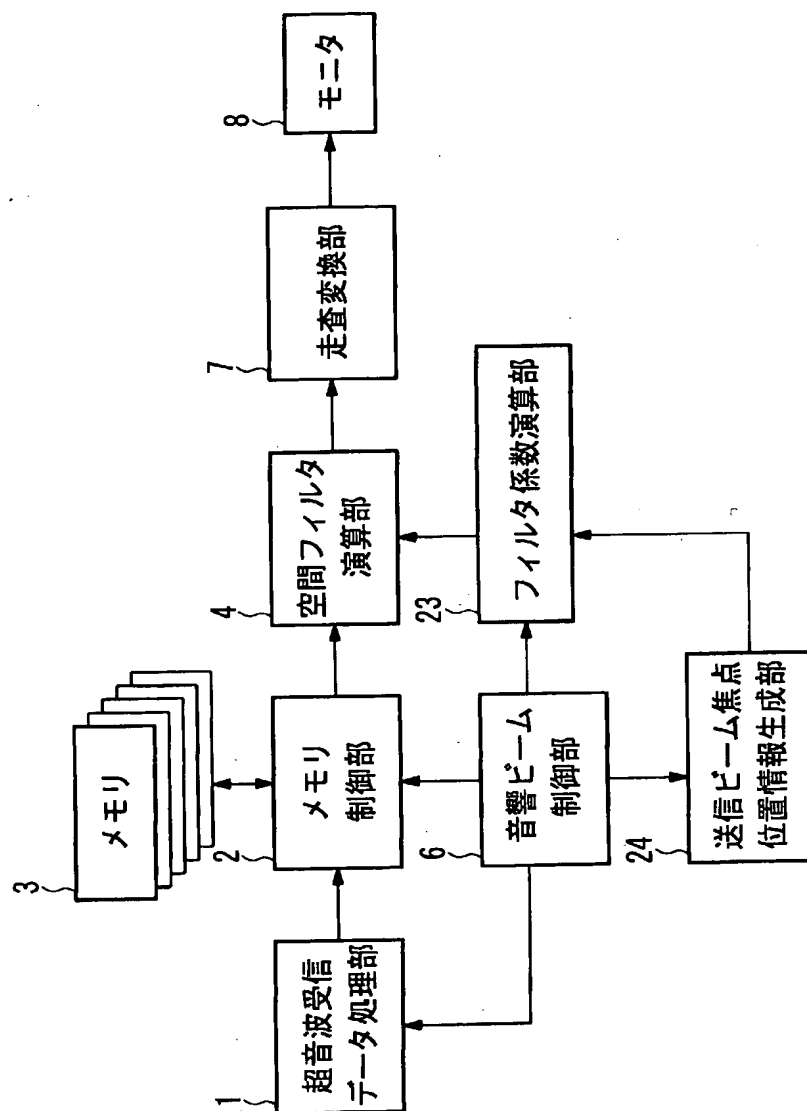 3
メモリ
1
超音波受信
データ処理部
2
メモリ
制御部
4
空間フィルタ
演算部
7
走査変換部
8
モニタ
6
音響ビーム
制御部
23
フィルタ係数演算部
24
送信ビーム焦点
位置情報生成部